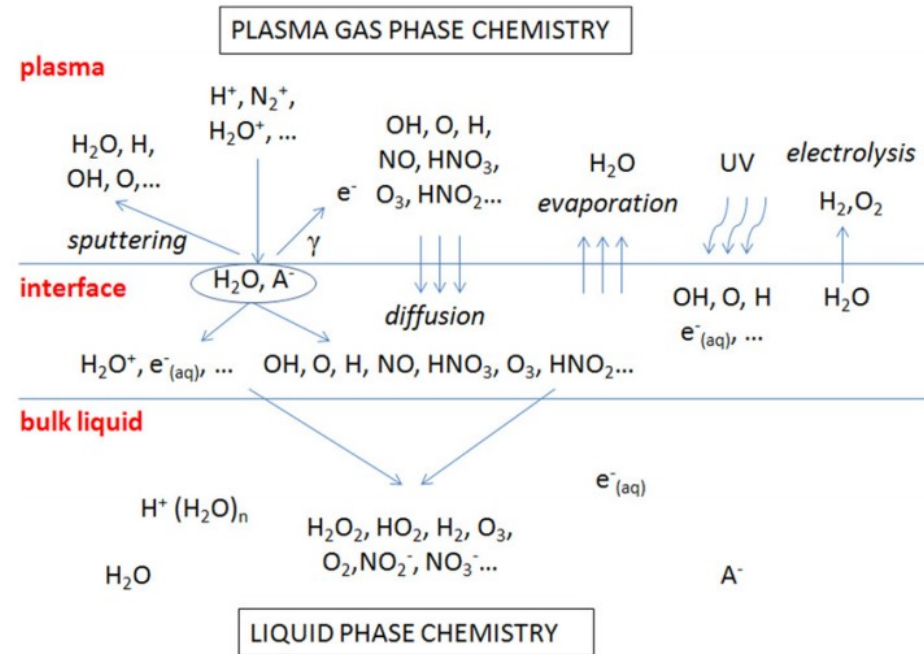 PLASMA GAS PHASE CHEMISTRY
plasma
H₂O, H,
OH, O,...
sputtering
H⁺, N₂⁺,
H₂O⁺, ...
e⁻
γ
OH, O, H,
NO, HNO₃,
O₃, HNO₂...
H₂O
evaporation
UV
electrolysis
H₂,O₂
interface
H₂O, A⁻
diffusion
OH, O, H
e⁻(aq), ...
H₂O
H₂O⁺, e⁻(aq), ...
OH, O, H, NO, HNO₃, O₃, HNO₂...
bulk liquid
e⁻(aq)
H⁺ (H₂O)ₙ
H₂O₂, HO₂, H₂, O₃,
O₂,NO₂⁻, NO₃⁻...
H₂O
A⁻
LIQUID PHASE CHEMISTRY